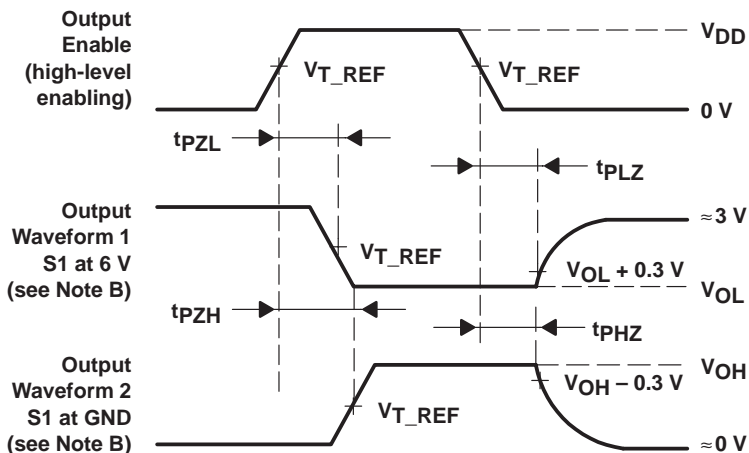 Output
Enable
(high-level
enabling)
VT_REF
VT_REF
VDD
0 V
tPZL
tPLZ
Output
Waveform 1
S1 at 6 V
(see Note B)
VT_REF
≈ 3 V
VOL + 0.3 V
VOL
tPZH
tPHZ
Output
Waveform 2
S1 at GND
(see Note B)
VT_REF
VOH
VOH – 0.3 V
≈ 0 V